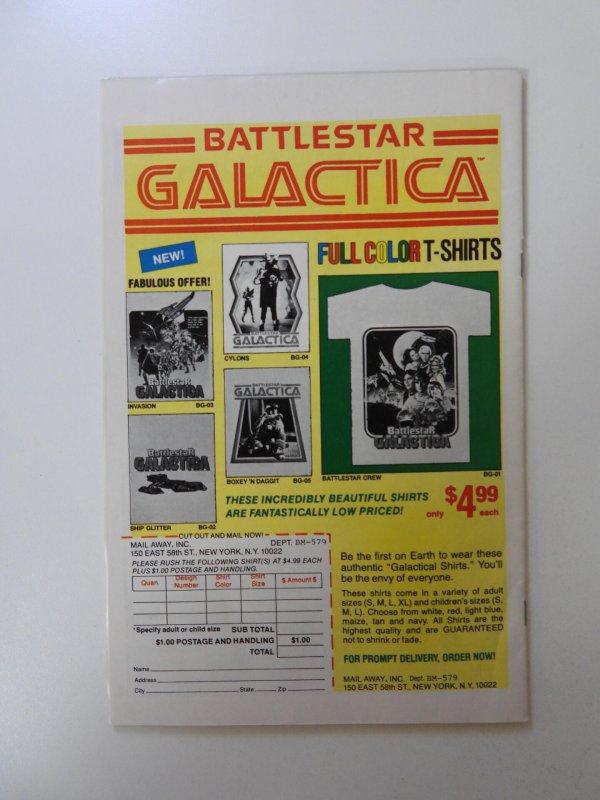 BATTLESTAR
GALACTICA™
NEW!
FABULOUS OFFER!
FULL COLOR T-SHIRTS
BATTLESTAR
GALACTICA
CYLONS BG-04
Battlestar
GALACTICA
INVASION BG-03
BATTLESTAR
GALACTICA
BOXEY 'N DAGGIT BG-05
Battlestar
GALACTICA
BATTLESTAR CREW BG-01
Battlestar
GALACTICA
SHIP GLITTER BG-02
THESE INCREDIBLY BEAUTIFUL SHIRTS
ARE FANTASTICALLY LOW PRICED!
only $4.99 each
CUT OUT AND MAIL NOW!
MAIL AWAY, INC. DEPT. BM-579
150 EAST 58th ST., NEW YORK, N.Y. 10022
PLEASE RUSH THE FOLLOWING SHIRT(S) AT $4.99 EACH
PLUS $1.00 POSTAGE AND HANDLING.
Quan. Design Number Shirt Color Shirt Size $ Amount $
*Specify adult or child size SUB TOTAL
$1.00 POSTAGE AND HANDLING $1.00
TOTAL
Name
Address
City State Zip
Be the first on Earth to wear these
authentic "Galactical Shirts." You'll
be the envy of everyone.
These shirts come in a variety of adult
sizes (S, M, L, XL) and children's sizes (S,
M, L). Choose from white, red, light blue,
maize, tan and navy. All Shirts are the
highest quality and are GUARANTEED
not to shrink or fade.
FOR PROMPT DELIVERY, ORDER NOW!
MAIL AWAY, INC. Dept. BM-579
150 EAST 58th ST., NEW YORK, N.Y. 10022